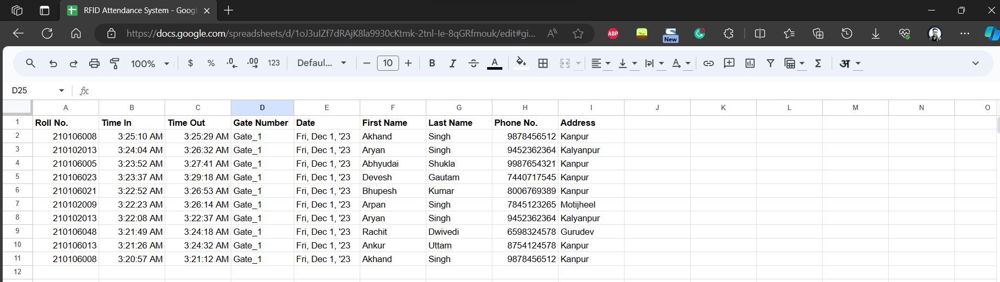 RFID Attendance System - Googl
https://docs.google.com/spreadsheets/d/1oJ3uIZf7dRAjK8la9930cKtmk-2tnl-Ie-8qGRfmouk/edit#gi...
ABP
New
100% $ % .0 .00 123 Defaul... 10 B I A Σ अ
D25 fx
A B C D E F G H I J K L M N O
1 Roll No. Time In Time Out Gate Number Date First Name Last Name Phone No. Address
2 210106008 3:25:10 AM 3:25:29 AM Gate_1 Fri, Dec 1, '23 Akhand Singh 9878456512 Kanpur
3 210102013 3:24:04 AM 3:26:32 AM Gate_1 Fri, Dec 1, '23 Aryan Singh 9452362364 Kalyanpur
4 210106005 3:23:52 AM 3:27:41 AM Gate_1 Fri, Dec 1, '23 Abhyudai Shukla 9987654321 Kanpur
5 210106023 3:23:37 AM 3:29:18 AM Gate_1 Fri, Dec 1, '23 Devesh Gautam 7440717545 Kanpur
6 210106021 3:22:52 AM 3:26:53 AM Gate_1 Fri, Dec 1, '23 Bhupesh Kumar 8006769389 Kanpur
7 210102009 3:22:23 AM 3:26:14 AM Gate_1 Fri, Dec 1, '23 Arpan Singh 7845123265 Motijheel
8 210102013 3:22:08 AM 3:22:37 AM Gate_1 Fri, Dec 1, '23 Aryan Singh 9452362364 Kalyanpur
9 210106048 3:21:49 AM 3:24:18 AM Gate_1 Fri, Dec 1, '23 Rachit Dwivedi 6598324578 Gurudev
10 210106013 3:21:26 AM 3:24:32 AM Gate_1 Fri, Dec 1, '23 Ankur Uttam 8754124578 Kanpur
11 210106008 3:20:57 AM 3:21:12 AM Gate_1 Fri, Dec 1, '23 Akhand Singh 9878456512 Kanpur
12